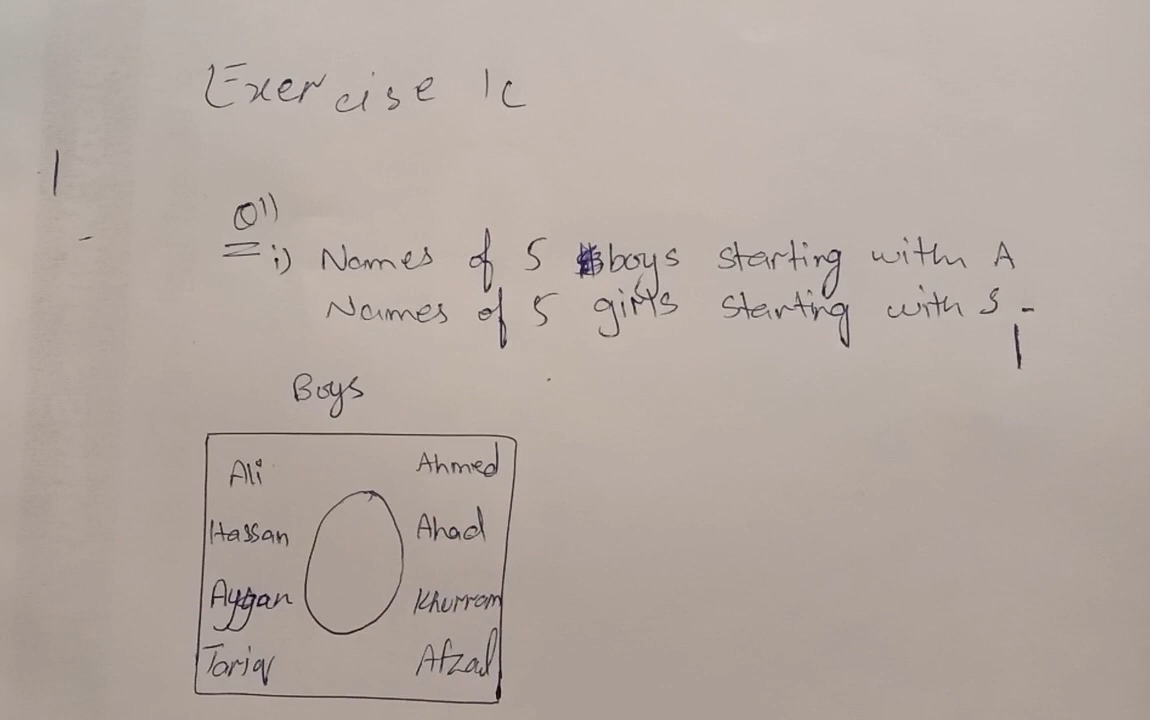 Exercise 1c
Q1)
i) Names of 5 boys starting with A
Names of 5 girls starting with S
Boys
Ali Ahmed
Hassan Ahad
Khurram
Tariq Afzal